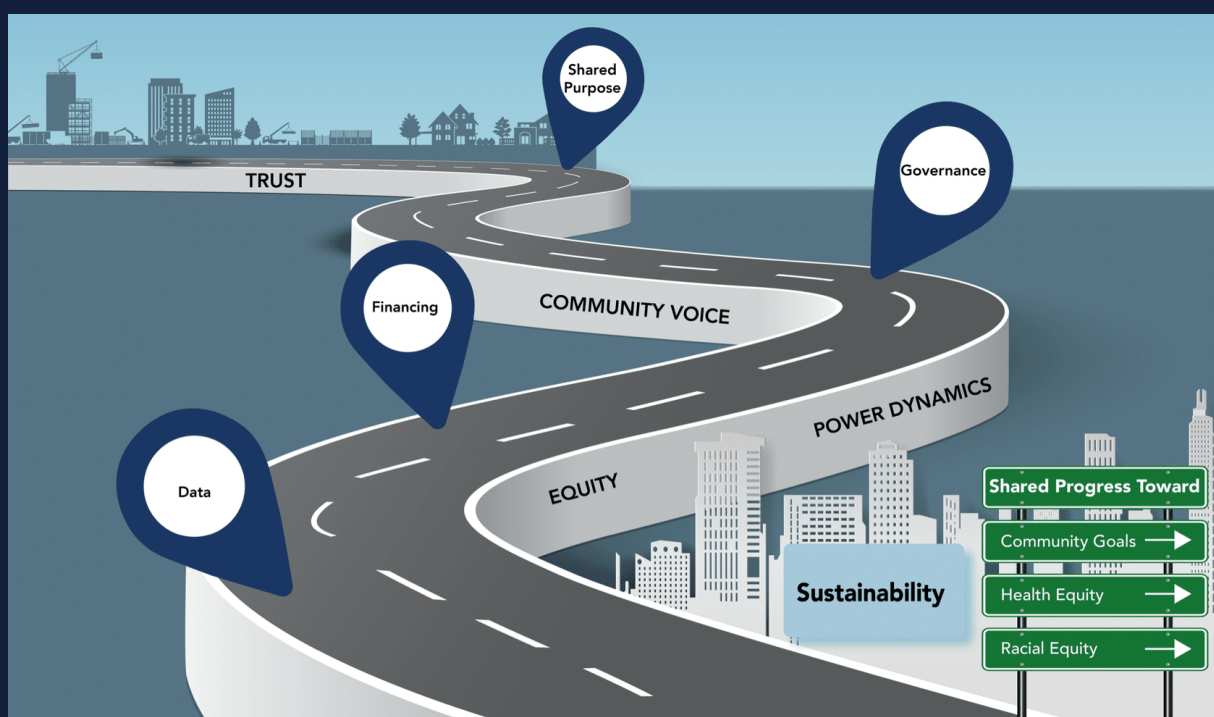 Shared
Purpose
Governance
TRUST
Financing
COMMUNITY VOICE
POWER DYNAMICS
EQUITY
Data
Sustainability
Shared Progress Toward
Community Goals
Health Equity
Racial Equity